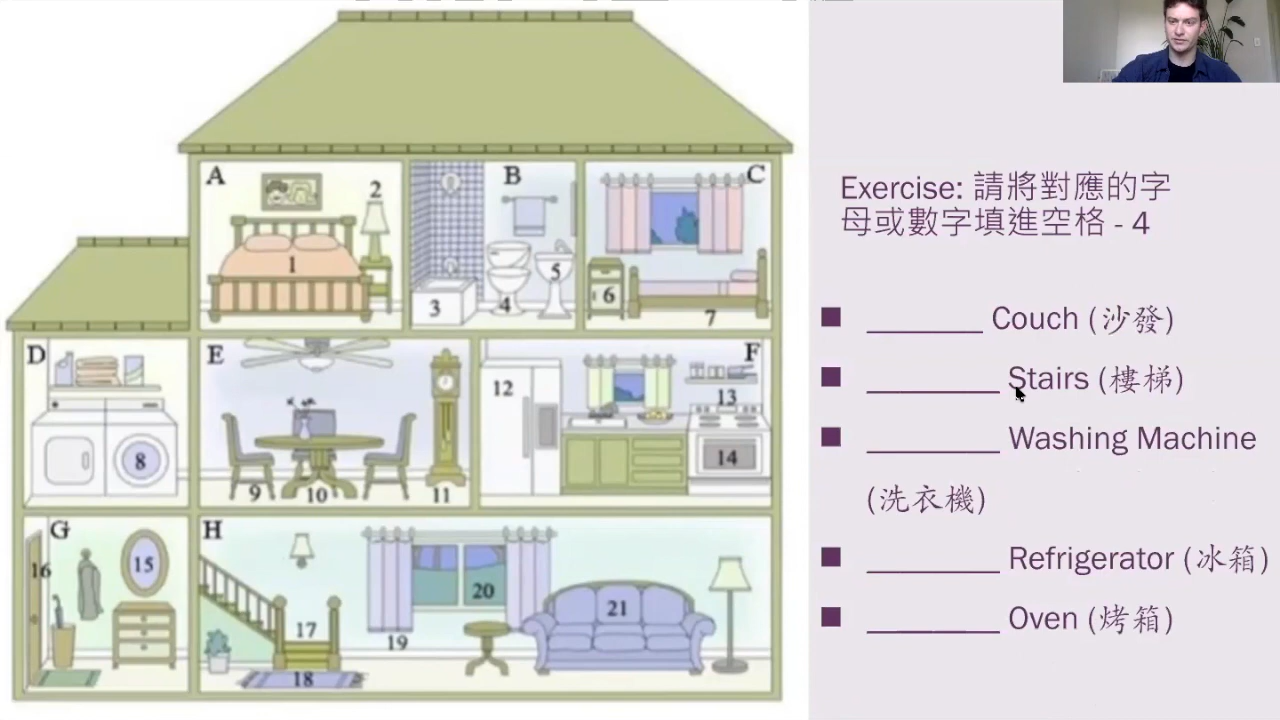 A
2
B
C
1
5
3
4
6
7
D
E
F
12
13
8
14
9
10
11
G
H
16
15
20
21
17
19
18
Exercise: 請將對應的字
母或數字填進空格 - 4
_______ Couch (沙發)
________ Stairs (樓梯)
________ Washing Machine
(洗衣機)
________ Refrigerator (冰箱)
________ Oven (烤箱)